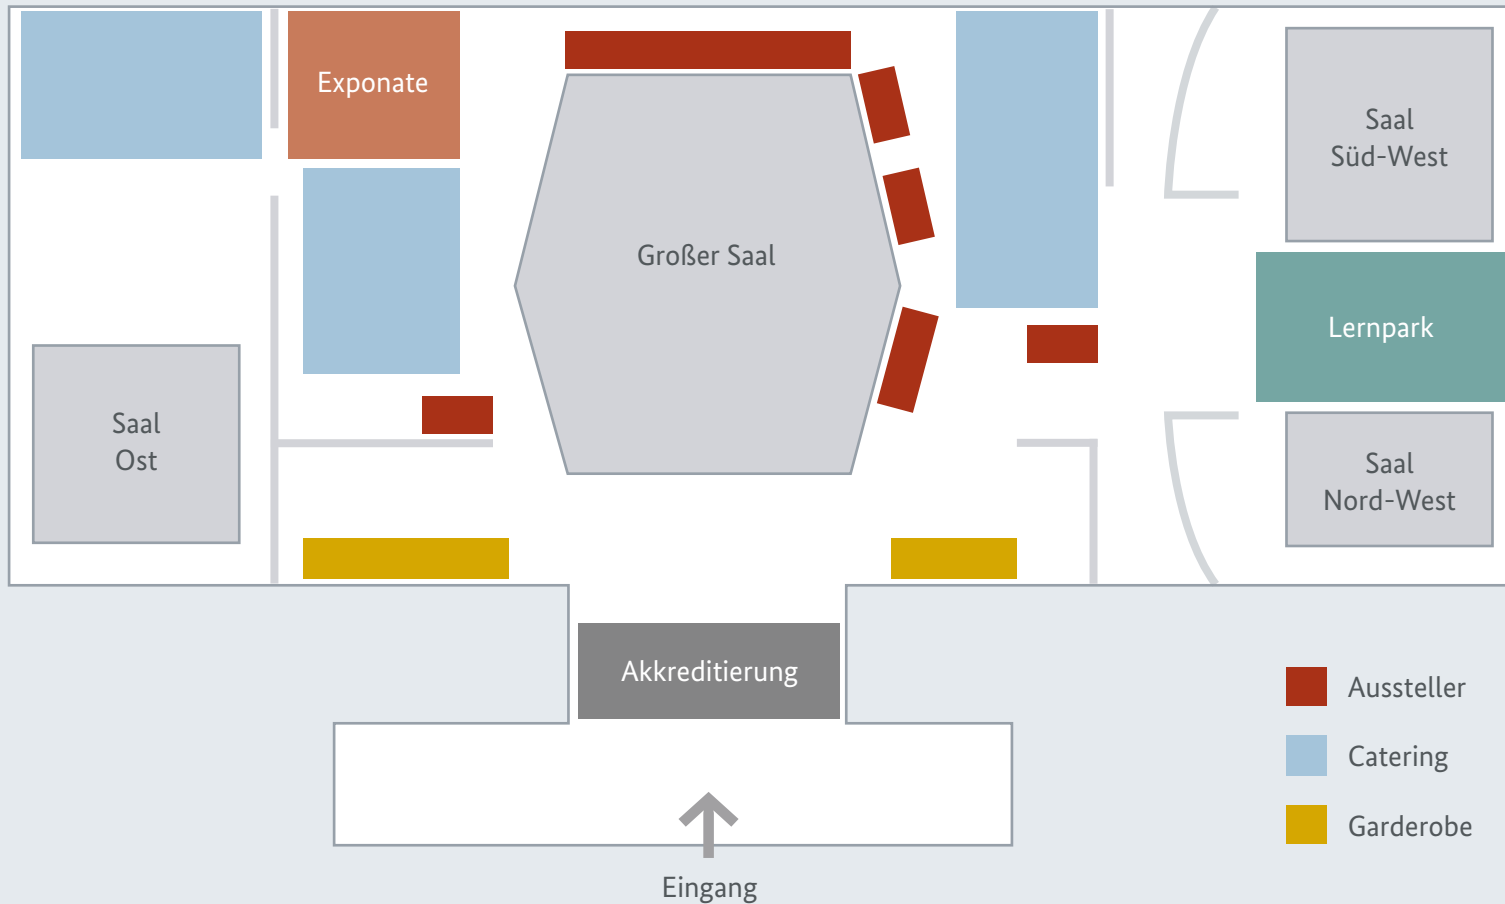 Exponate
Saal
Süd-West
Großer Saal
Lernpark
Saal
Ost
Saal
Nord-West
Akkreditierung
Aussteller
Catering
Garderobe
Eingang